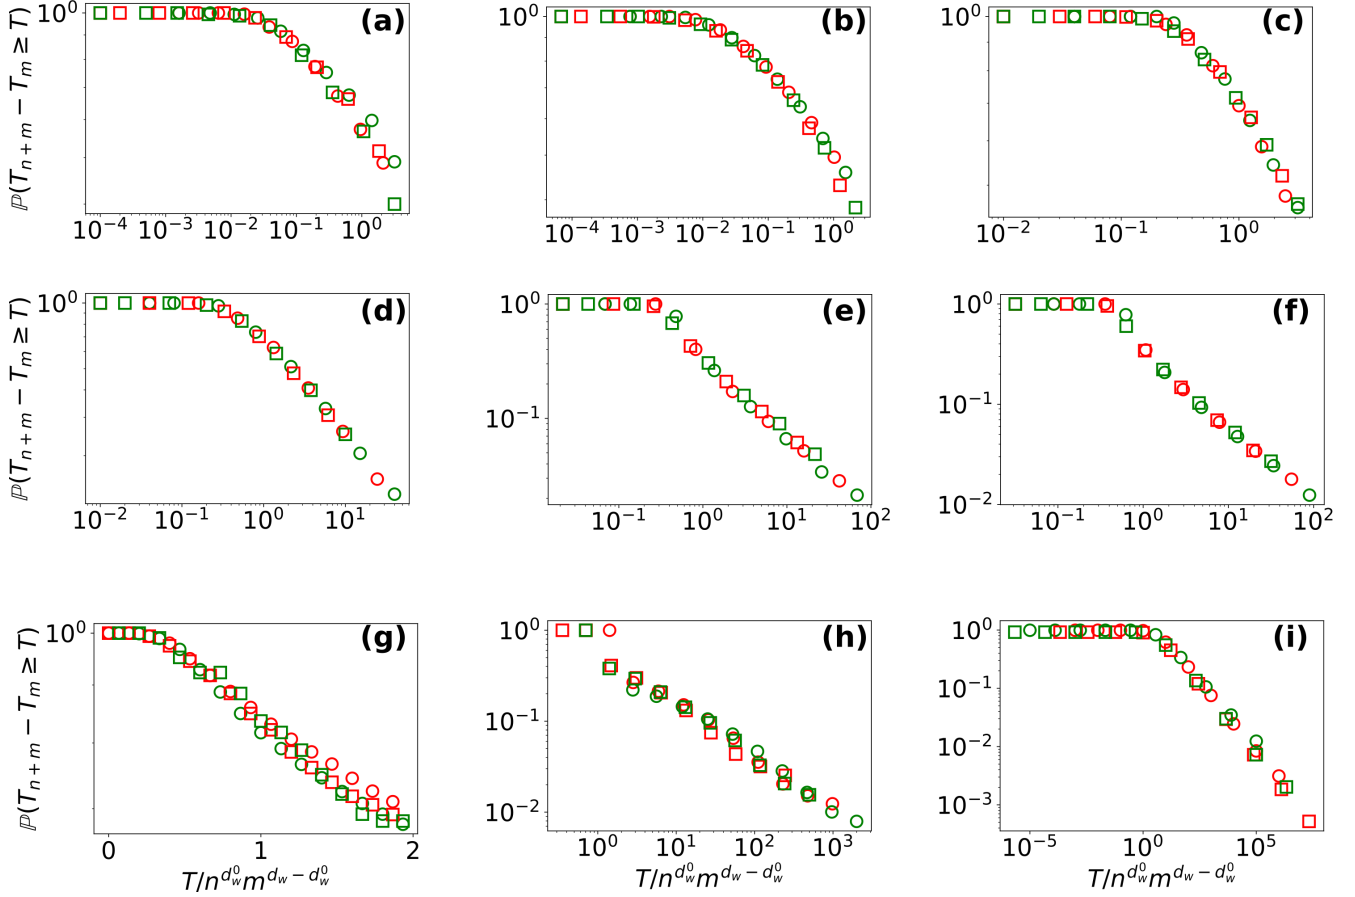 (a)
(b)
(c)
ℙ(T_{n+m} − T_m ≥ T)
10^0
10^{-4} 10^{-3} 10^{-2} 10^{-1} 10^0
10^0
10^{-4} 10^{-3} 10^{-2} 10^{-1} 10^0
10^0
10^{-2} 10^{-1} 10^0
(d)
(e)
(f)
ℙ(T_{n+m} − T_m ≥ T)
10^0
10^{-2} 10^{-1} 10^0 10^1
10^0
10^{-1}
10^{-1} 10^0 10^1 10^2
10^0
10^{-1}
10^{-2}
10^{-1} 10^0 10^1 10^2
(g)
(h)
(i)
ℙ(T_{n+m} − T_m ≥ T)
10^0
0 1 2
T/n^{d_w^0}m^{d_w − d_w^0}
10^0
10^{-1}
10^{-2}
10^0 10^1 10^2 10^3
T/n^{d_w^0}m^{d_w − d_w^0}
10^0
10^{-1}
10^{-2}
10^{-3}
10^{-5} 10^0 10^5
T/n^{d_w^0}m^{d_w − d_w^0}